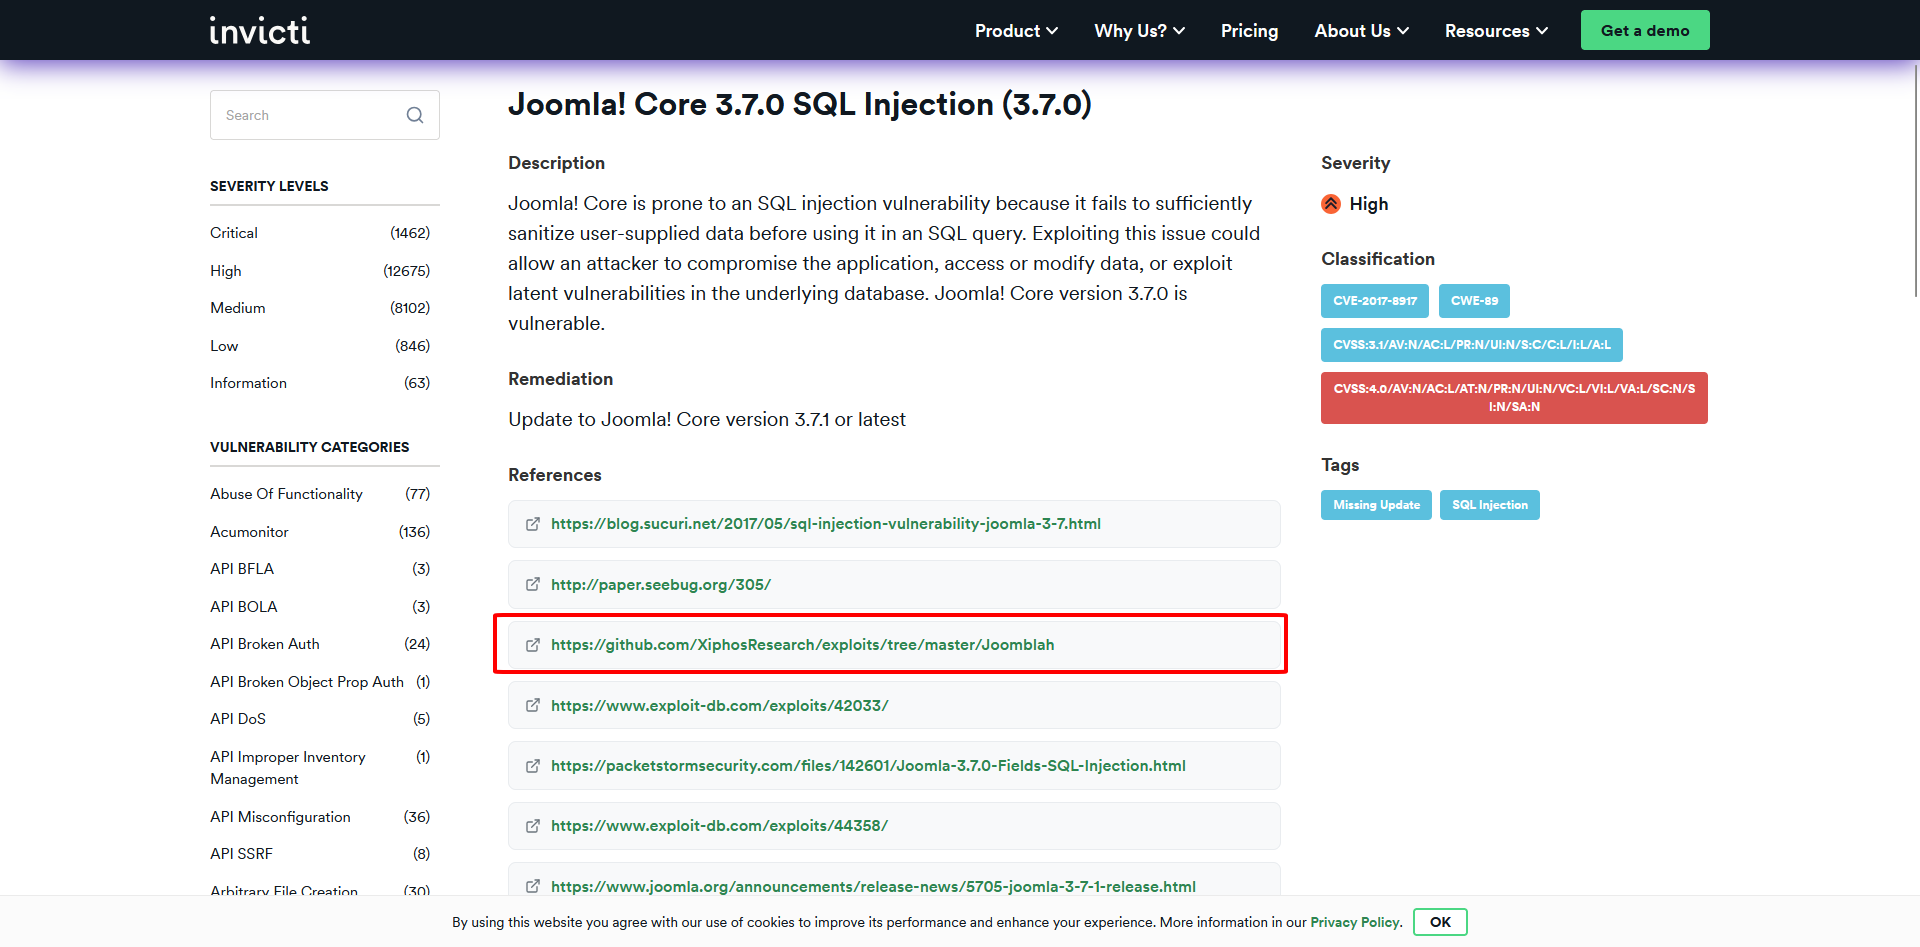 invicti
Product
Why Us?
Pricing
About Us
Resources
Get a demo
Search
SEVERITY LEVELS
Critical (1462)
High (12675)
Medium (8102)
Low (846)
Information (63)
VULNERABILITY CATEGORIES
Abuse Of Functionality (77)
Acumonitor (136)
API BFLA (3)
API BOLA (3)
API Broken Auth (24)
API Broken Object Prop Auth (1)
API DoS (5)
API Improper Inventory (1)
Management
API Misconfiguration (36)
API SSRF (8)
Arbitrary File Creation (30)
Joomla! Core 3.7.0 SQL Injection (3.7.0)
Description
Joomla! Core is prone to an SQL injection vulnerability because it fails to sufficiently
sanitize user-supplied data before using it in an SQL query. Exploiting this issue could
allow an attacker to compromise the application, access or modify data, or exploit
latent vulnerabilities in the underlying database. Joomla! Core version 3.7.0 is
vulnerable.
Remediation
Update to Joomla! Core version 3.7.1 or latest
References
https://blog.sucuri.net/2017/05/sql-injection-vulnerability-joomla-3-7.html
http://paper.seebug.org/305/
https://github.com/XiphosResearch/exploits/tree/master/Joomblah
https://www.exploit-db.com/exploits/42033/
https://packetstormsecurity.com/files/142601/Joomla-3.7.0-Fields-SQL-Injection.html
https://www.exploit-db.com/exploits/44358/
https://www.joomla.org/announcements/release-news/5705-joomla-3-7-1-release.html
Severity
High
Classification
CVE-2017-8917
CWE-89
CVSS:3.1/AV:N/AC:L/PR:N/UI:N/S:C/C:L/I:L/A:L
CVSS:4.0/AV:N/AC:L/AT:N/PR:N/UI:N/VC:L/VI:L/VA:L/SC:N/S
I:N/SA:N
Tags
Missing Update
SQL Injection
By using this website you agree with our use of cookies to improve its performance and enhance your experience. More information in our Privacy Policy.
OK